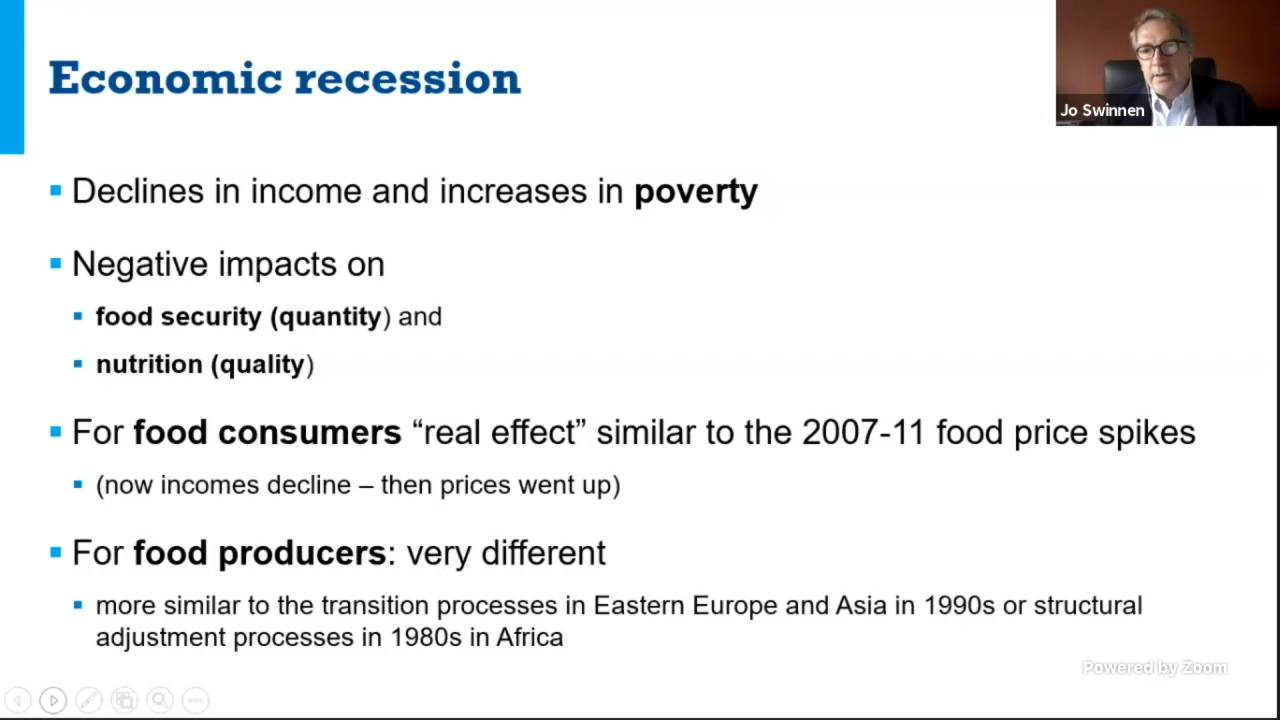 Economic recession
Jo Swinnen
▪ Declines in income and increases in poverty
▪ Negative impacts on
▪ food security (quantity) and
▪ nutrition (quality)
▪ For food consumers “real effect” similar to the 2007-11 food price spikes
▪ (now incomes decline – then prices went up)
▪ For food producers: very different
▪ more similar to the transition processes in Eastern Europe and Asia in 1990s or structural
adjustment processes in 1980s in Africa
Powered by Zoom